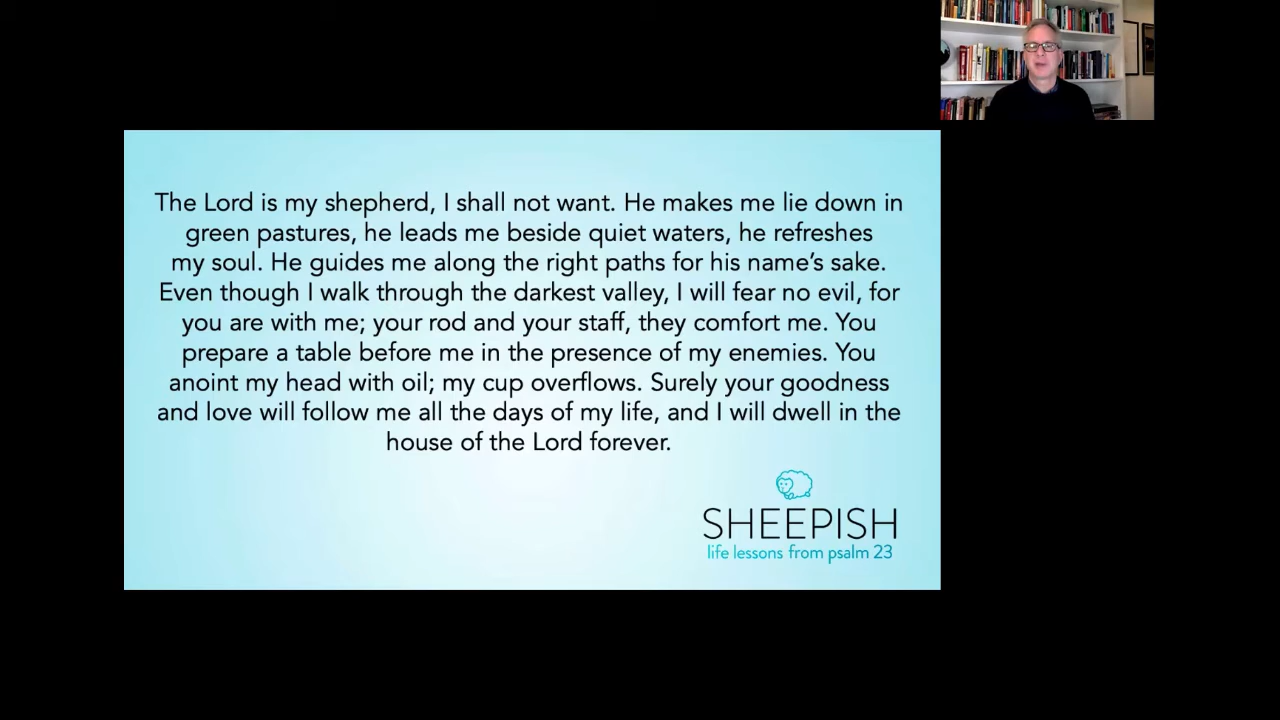 The Lord is my shepherd, I shall not want. He makes me lie down in
green pastures, he leads me beside quiet waters, he refreshes
my soul. He guides me along the right paths for his name’s sake.
Even though I walk through the darkest valley, I will fear no evil, for
you are with me; your rod and your staff, they comfort me. You
prepare a table before me in the presence of my enemies. You
anoint my head with oil; my cup overflows. Surely your goodness
and love will follow me all the days of my life, and I will dwell in the
house of the Lord forever.
SHEEPISH
life lessons from psalm 23